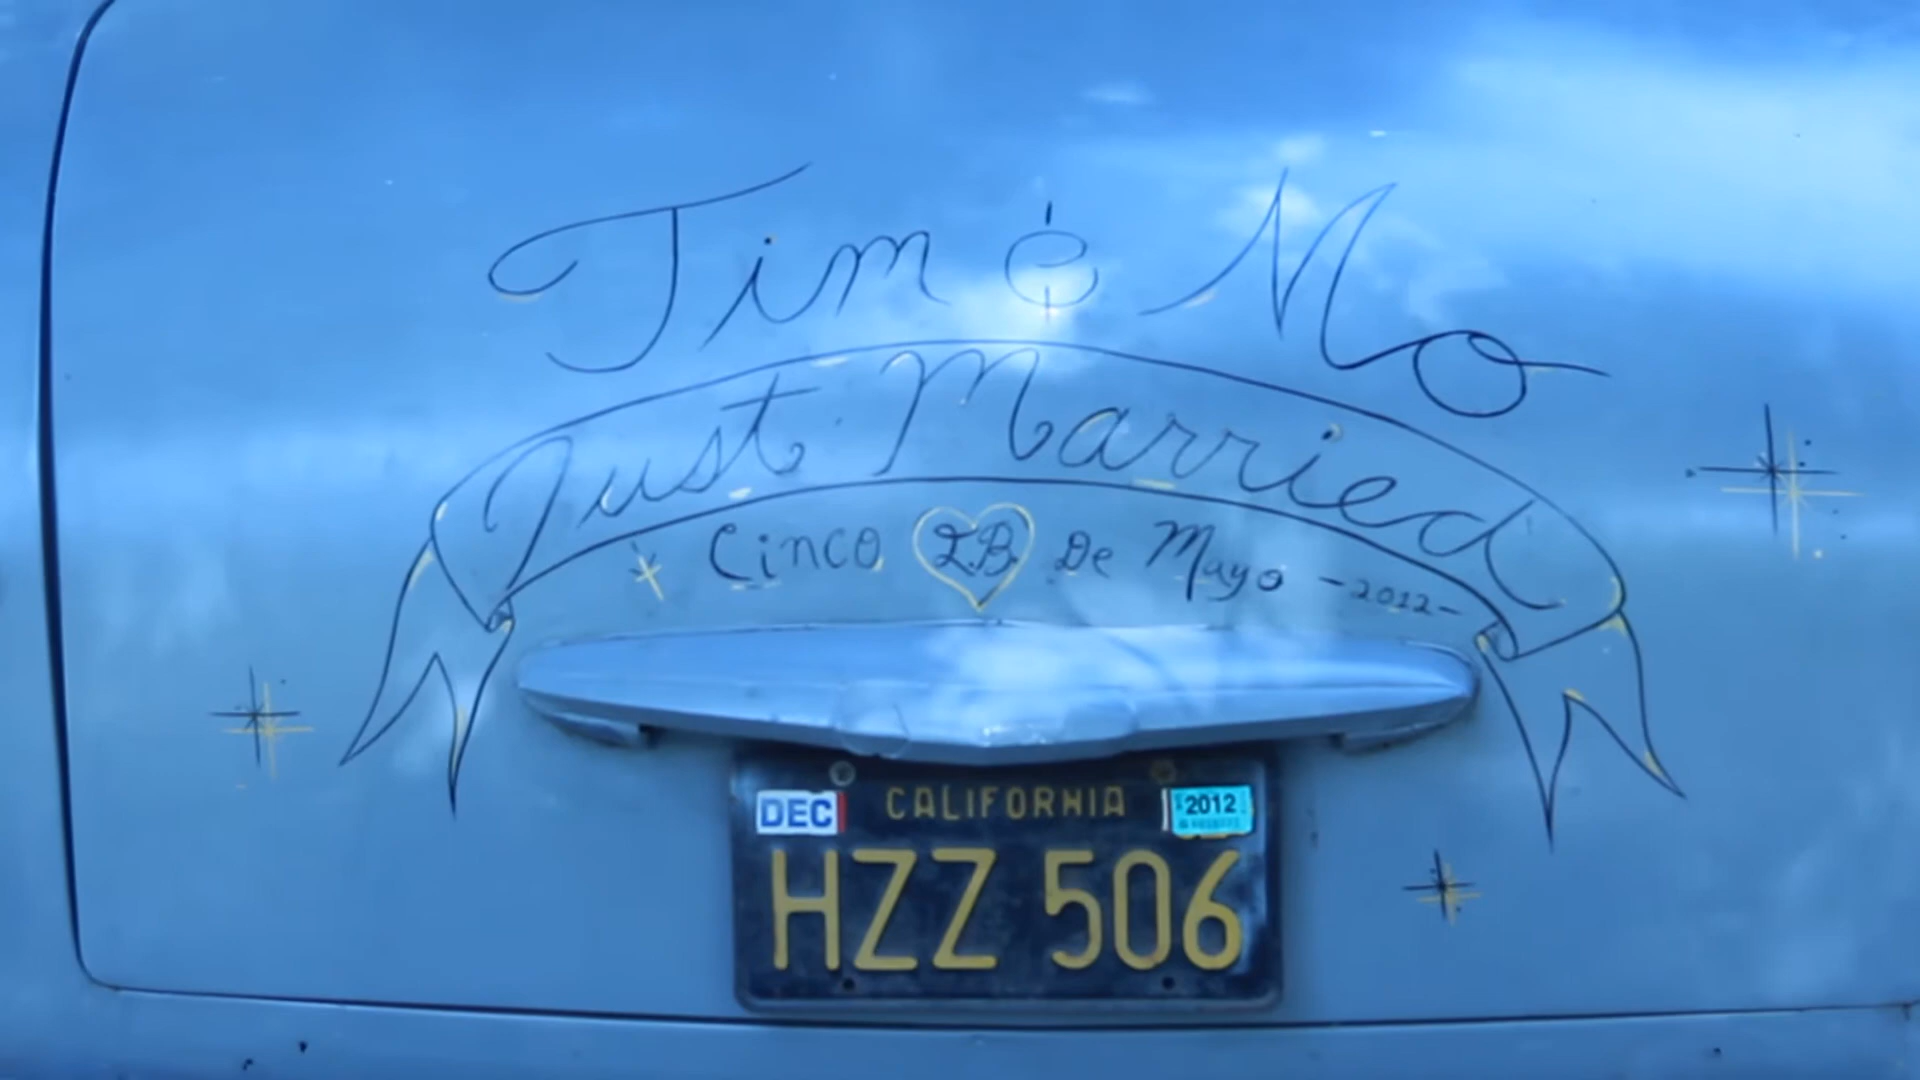 Tim & Mo
Just Married
Cinco De Mayo -2012-
DEC CALIFORNIA 2012
HZZ 506